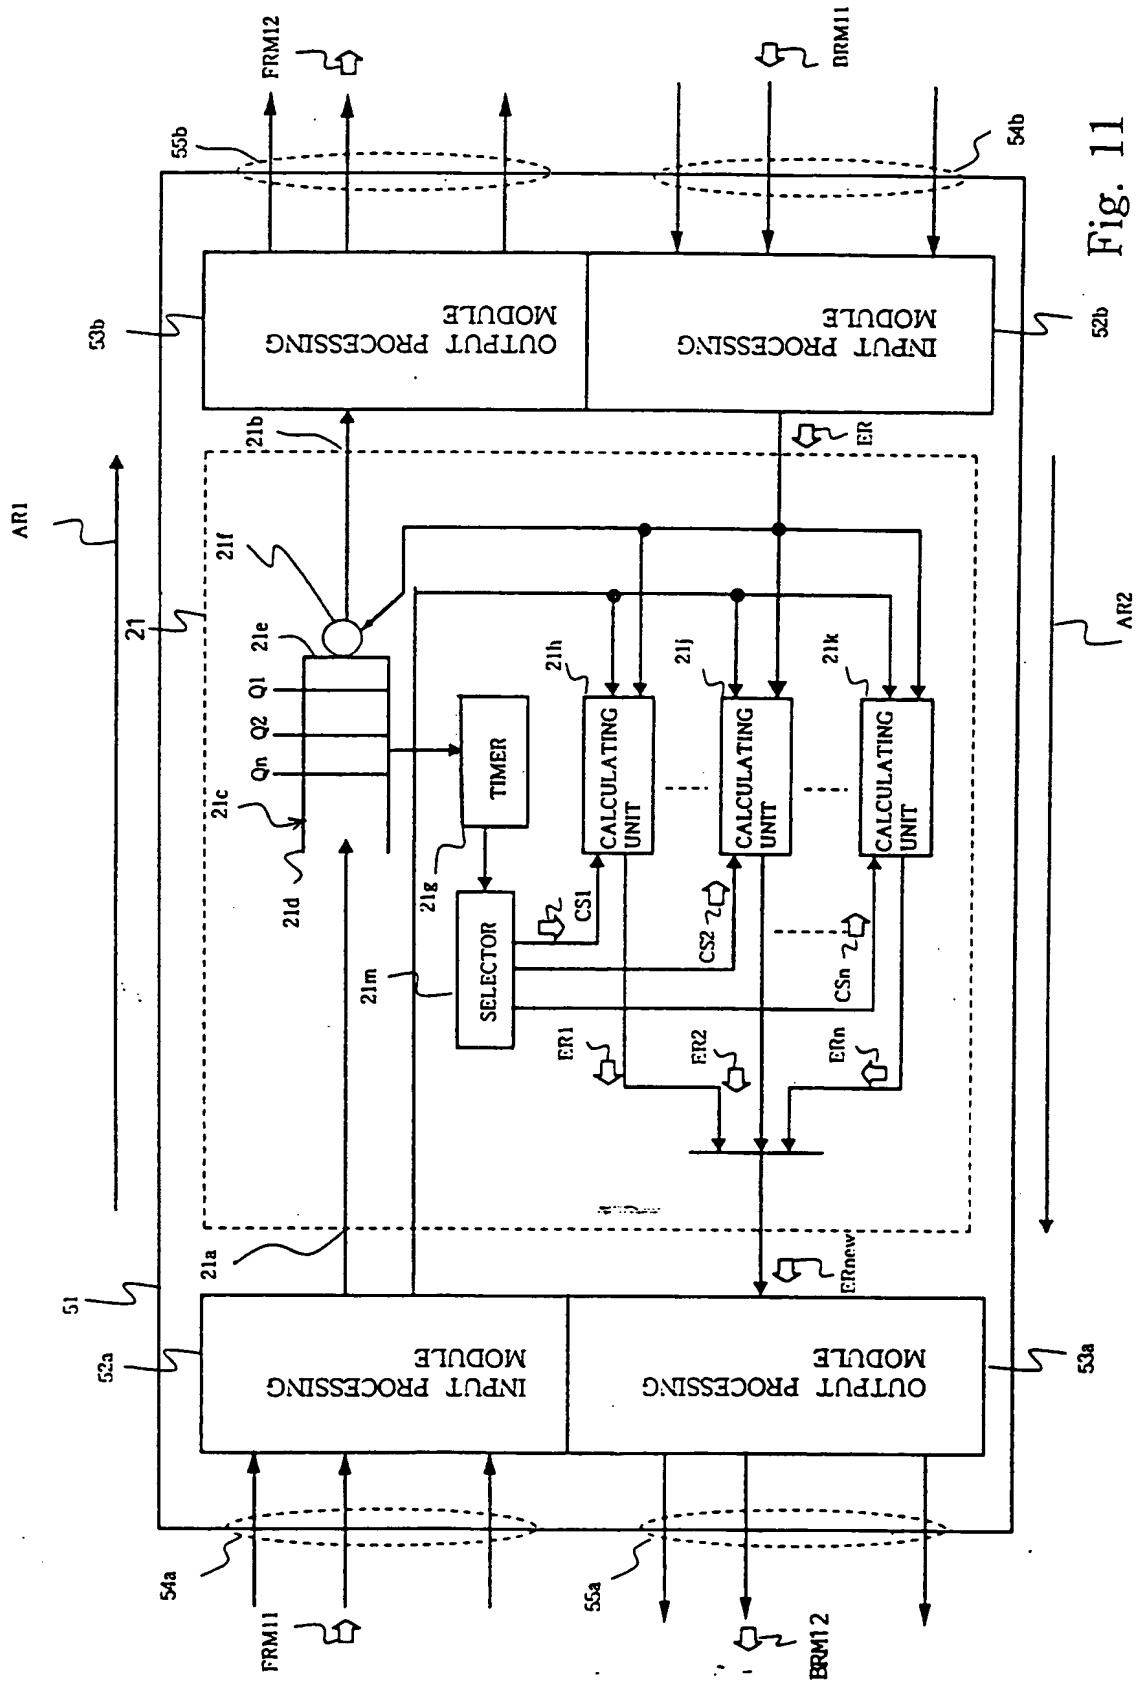 AR1
51
21
54a
FRM11
52a
INPUT PROCESSING
MODULE
21a
21d
21c
Qn
Q2
Q1
21e
21f
21b
53b
OUTPUT PROCESSING
MODULE
55b
FRM12
21m
SELECTOR
21g
TIMER
CS1
CS2
CSn
21h
CALCULATING
UNIT
21j
CALCULATING
UNIT
21k
CALCULATING
UNIT
ER1
ER2
ERn
ER
ERnew
OUTPUT PROCESSING
MODULE
53a
55a
BRM12
INPUT PROCESSING
MODULE
52b
54b
BRM11
AR2
Fig. 11